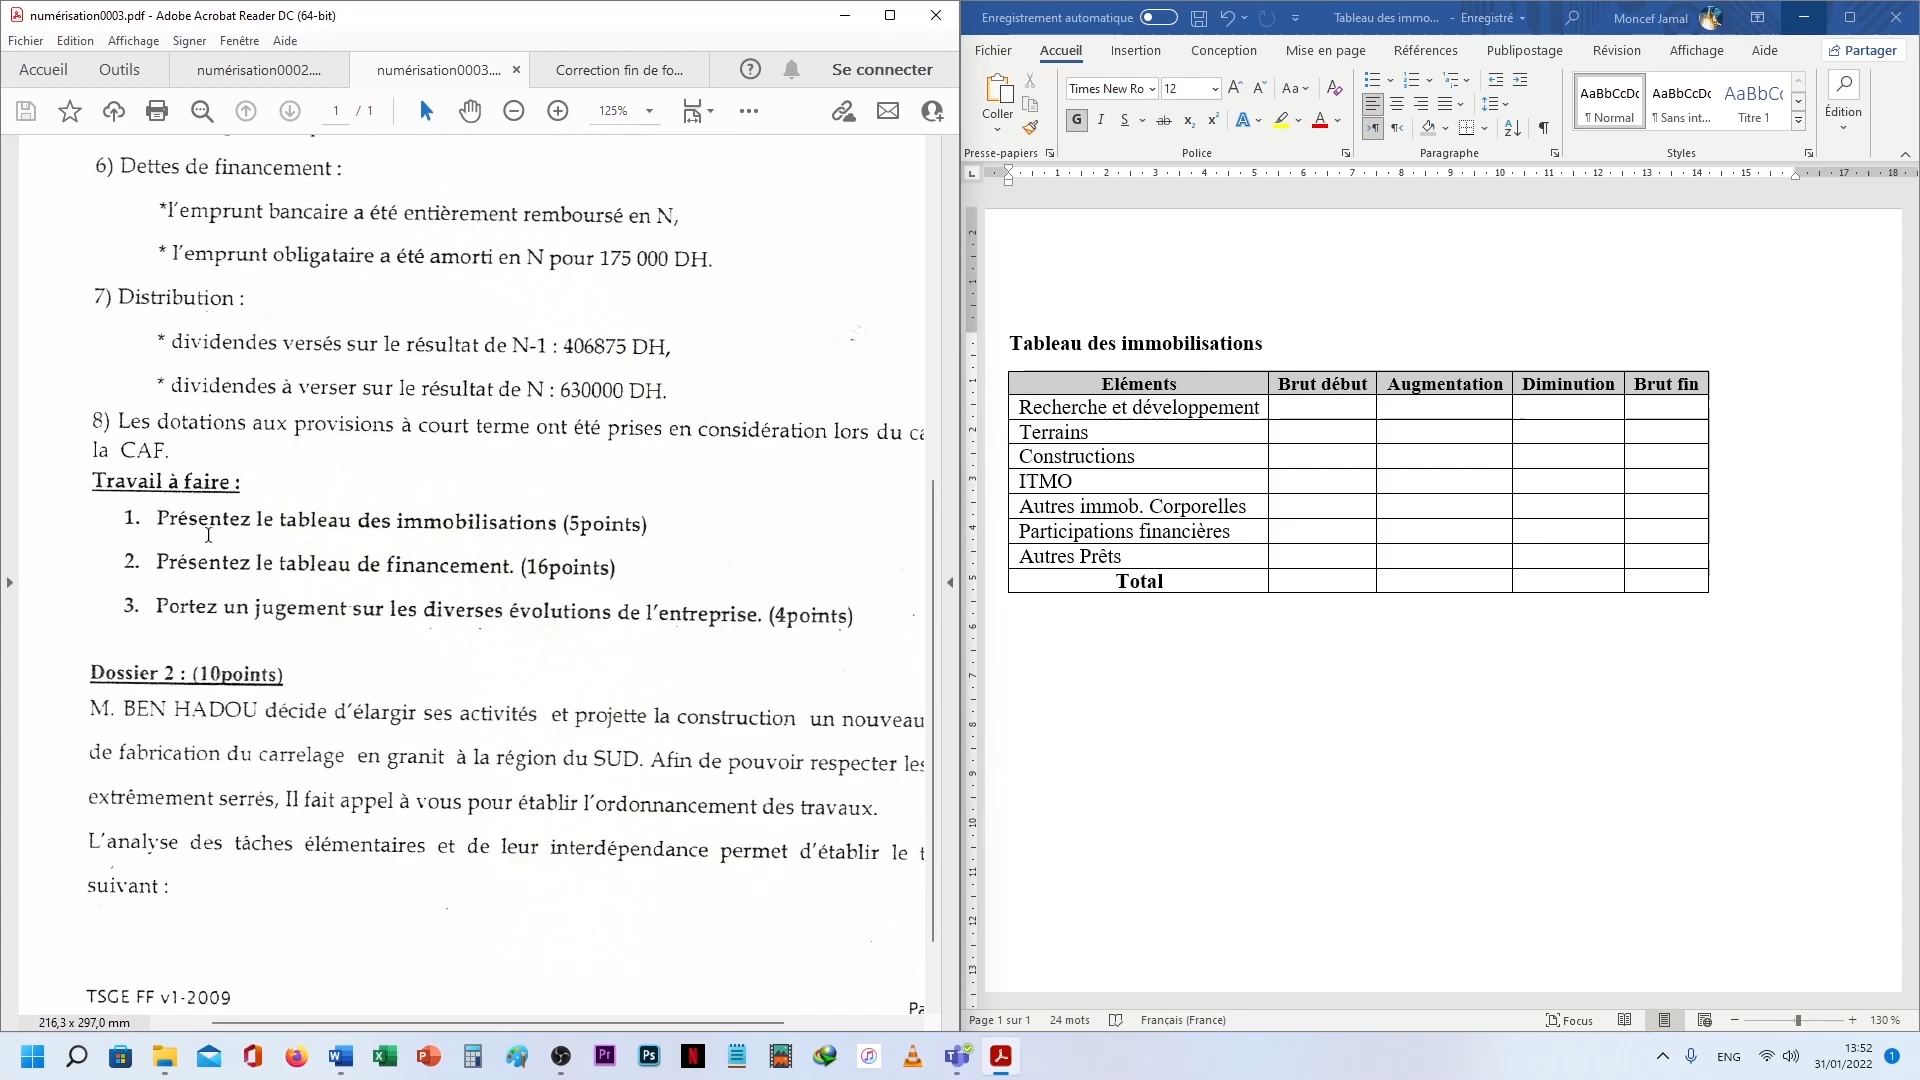 numérisation0003.pdf - Adobe Acrobat Reader DC (64-bit)
Fichier Edition Affichage Signer Fenêtre Aide
Accueil Outils numérisation0002.... numérisation0003.... × Correction fin de fo... Se connecter
1 / 1 125%
6) Dettes de financement :
*l'emprunt bancaire a été entièrement remboursé en N,
* l'emprunt obligataire a été amorti en N pour 175 000 DH.
7) Distribution :
* dividendes versés sur le résultat de N-1 : 406875 DH,
* dividendes à verser sur le résultat de N : 630000 DH.
8) Les dotations aux provisions à court terme ont été prises en considération lors du ca
la CAF.
Travail à faire :
1. Présentez le tableau des immobilisations (5points)
2. Présentez le tableau de financement. (16points)
3. Portez un jugement sur les diverses évolutions de l'entreprise. (4points)
Dossier 2 : (10points)
M. BEN HADOU décide d'élargir ses activités et projette la construction un nouveau
de fabrication du carrelage en granit à la région du SUD. Afin de pouvoir respecter les
extrêmement serrés, Il fait appel à vous pour établir l'ordonnancement des travaux.
L'analyse des tâches élémentaires et de leur interdépendance permet d'établir le t
suivant :
TSGE FF v1-2009
Pa
216,3 x 297,0 mm
Enregistrement automatique Tableau des immo... - Enregistré Moncef Jamal
Fichier Accueil Insertion Conception Mise en page Références Publipostage Révision Affichage Aide Partager
Coller Times New Ro 12 AaBbCcDc AaBbCcDc AaBbCc Édition
¶ Normal ¶ Sans int... Titre 1
Presse-papiers Police Paragraphe Styles
Tableau des immobilisations
Eléments Brut début Augmentation Diminution Brut fin
Recherche et développement
Terrains
Constructions
ITMO
Autres immob. Corporelles
Participations financières
Autres Prêts
Total
Page 1 sur 1 24 mots Français (France) Focus 130 %
ENG 13:52
31/01/2022 1